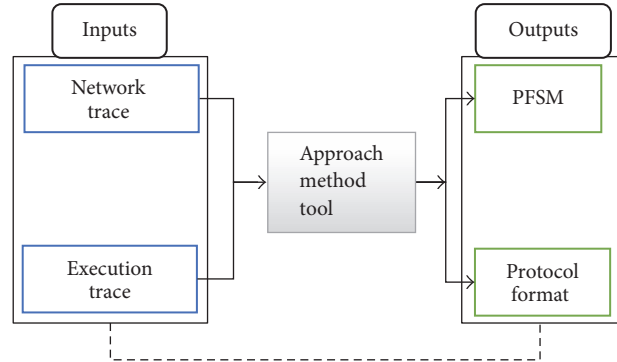 Inputs
Outputs
Network
trace
PFSM
Approach
method
tool
Execution
trace
Protocol
format